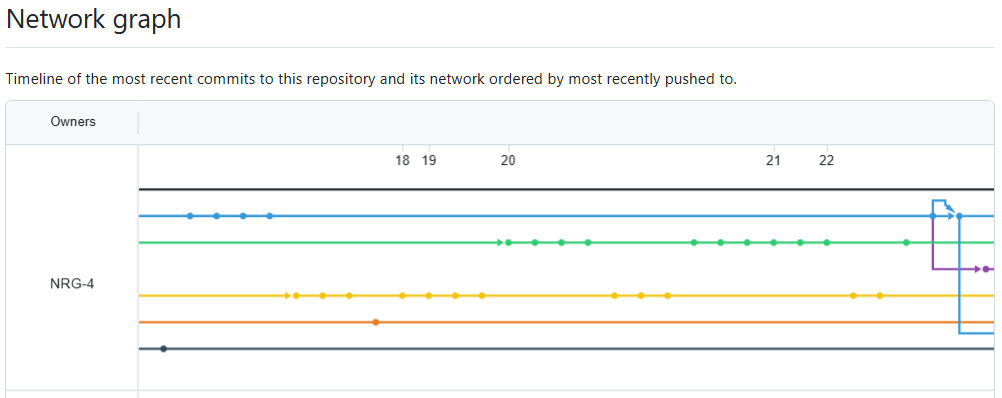 Network graph
Timeline of the most recent commits to this repository and its network ordered by most recently pushed to.
Owners
18 19 20 21 22
NRG-4